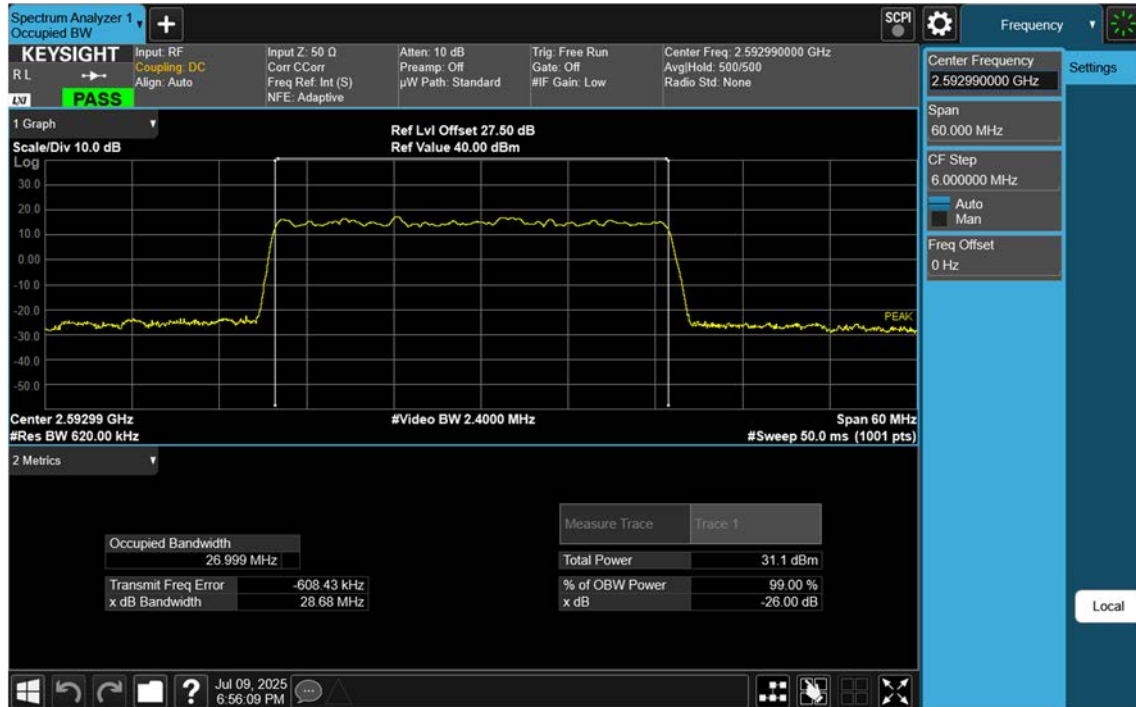 Spectrum Analyzer 1
Occupied BW
SCPI
Frequency
KEYSIGHT
R L
LXI
PASS
Input: RF
Coupling: DC
Align: Auto
Input Z: 50 Ω
Corr CCorr
Freq Ref: Int (S)
NFE: Adaptive
Atten: 10 dB
Preamp: Off
µW Path: Standard
Trig: Free Run
Gate: Off
#IF Gain: Low
Center Freq: 2.592990000 GHz
Avg|Hold: 500/500
Radio Std: None
Center Frequency
2.592990000 GHz
Settings
Span
60.000 MHz
CF Step
6.000000 MHz
Auto
Man
Freq Offset
0 Hz
Local
1 Graph
Scale/Div 10.0 dB
Ref Lvl Offset 27.50 dB
Ref Value 40.00 dBm
Log
30.0
20.0
10.0
0.00
-10.0
-20.0
-30.0
-40.0
-50.0
PEAK
Center 2.59299 GHz
#Video BW 2.4000 MHz
Span 60 MHz
#Res BW 620.00 kHz
#Sweep 50.0 ms (1001 pts)
2 Metrics
Measure Trace Trace 1
Occupied Bandwidth
26.999 MHz
Total Power 31.1 dBm
Transmit Freq Error -608.43 kHz
% of OBW Power 99.00 %
x dB Bandwidth 28.68 MHz
x dB -26.00 dB
?
Jul 09, 2025
6:56:09 PM